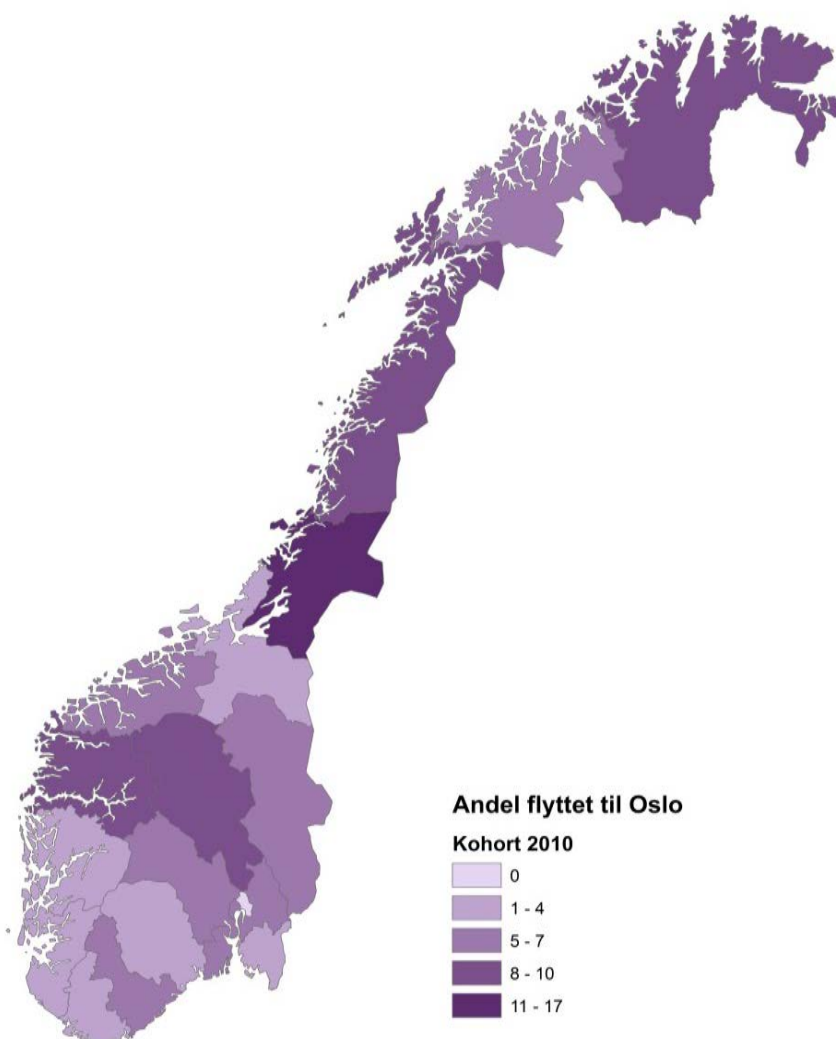 Andel flyttet til Oslo
Kohort 2010
0
1 - 4
5 - 7
8 - 10
11 - 17